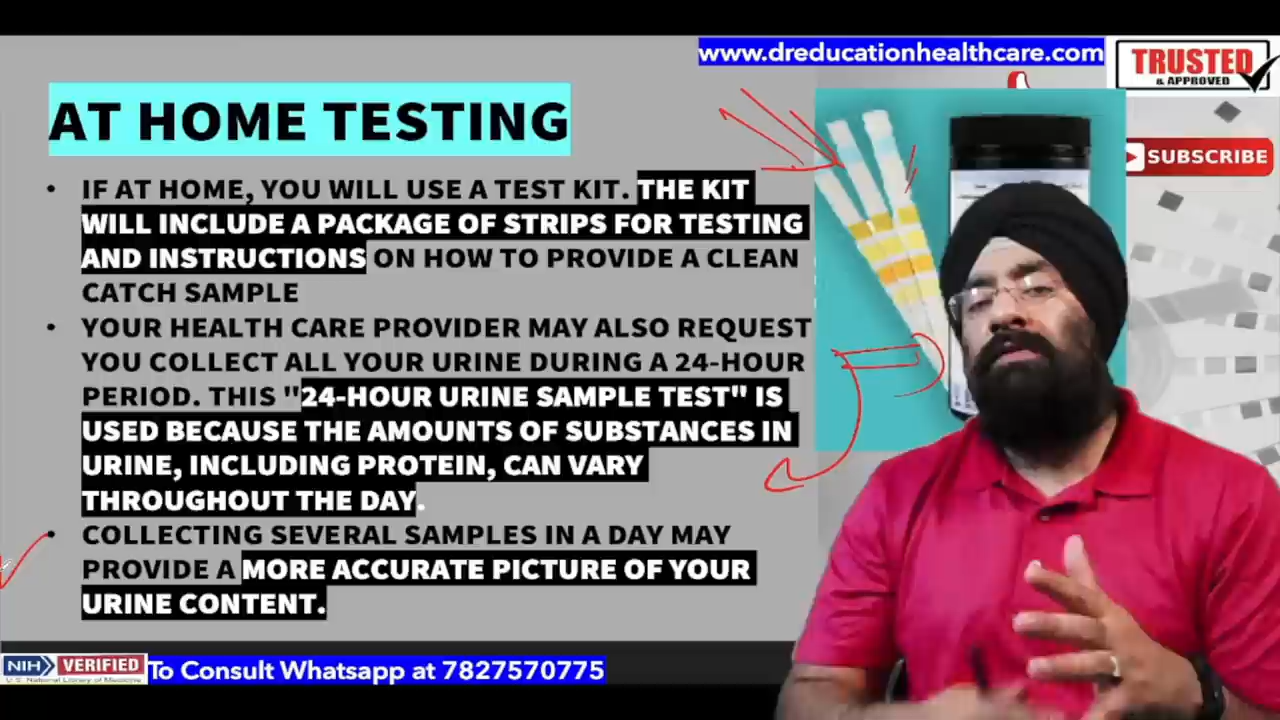 www.dreducationhealthcare.com
TRUSTED
& APPROVED
SUBSCRIBE
AT HOME TESTING
• IF AT HOME, YOU WILL USE A TEST KIT. THE KIT
WILL INCLUDE A PACKAGE OF STRIPS FOR TESTING
AND INSTRUCTIONS ON HOW TO PROVIDE A CLEAN
CATCH SAMPLE
• YOUR HEALTH CARE PROVIDER MAY ALSO REQUEST
YOU COLLECT ALL YOUR URINE DURING A 24-HOUR
PERIOD. THIS "24-HOUR URINE SAMPLE TEST" IS
USED BECAUSE THE AMOUNTS OF SUBSTANCES IN
URINE, INCLUDING PROTEIN, CAN VARY
THROUGHOUT THE DAY.
• COLLECTING SEVERAL SAMPLES IN A DAY MAY
PROVIDE A MORE ACCURATE PICTURE OF YOUR
URINE CONTENT.
NIH VERIFIED
U.S. National Library of Medicine
To Consult Whatsapp at 7827570775